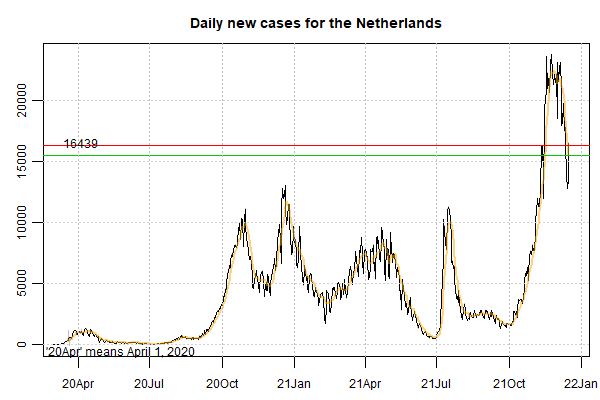 Daily new cases for the Netherlands
20000
15000
10000
5000
0
16439
'20Apr' means April 1, 2020
20Apr 20Jul 20Oct 21Jan 21Apr 21Jul 21Oct 22Jan